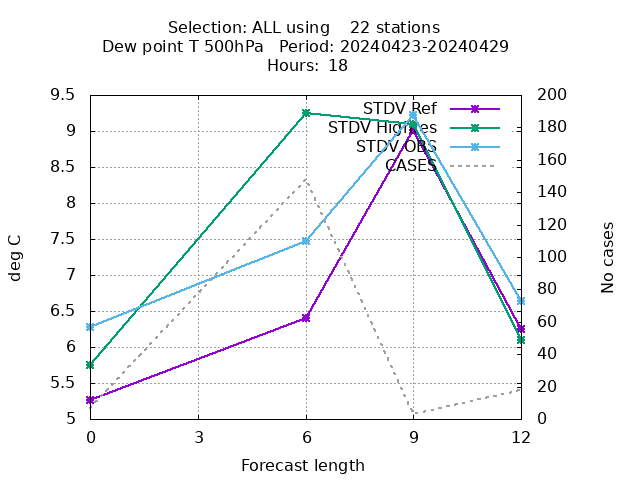 Selection: ALL using    22 stations
Dew point T 500hPa   Period: 20240423-20240429
Hours:  18
9.5
9
8.5
8
7.5
7
6.5
6
5.5
5
200
180
160
140
120
100
80
60
40
20
0
STDV Ref
STDV HighRes
STDV OBS
CASES
deg C
No cases
0
3
6
9
12
Forecast length